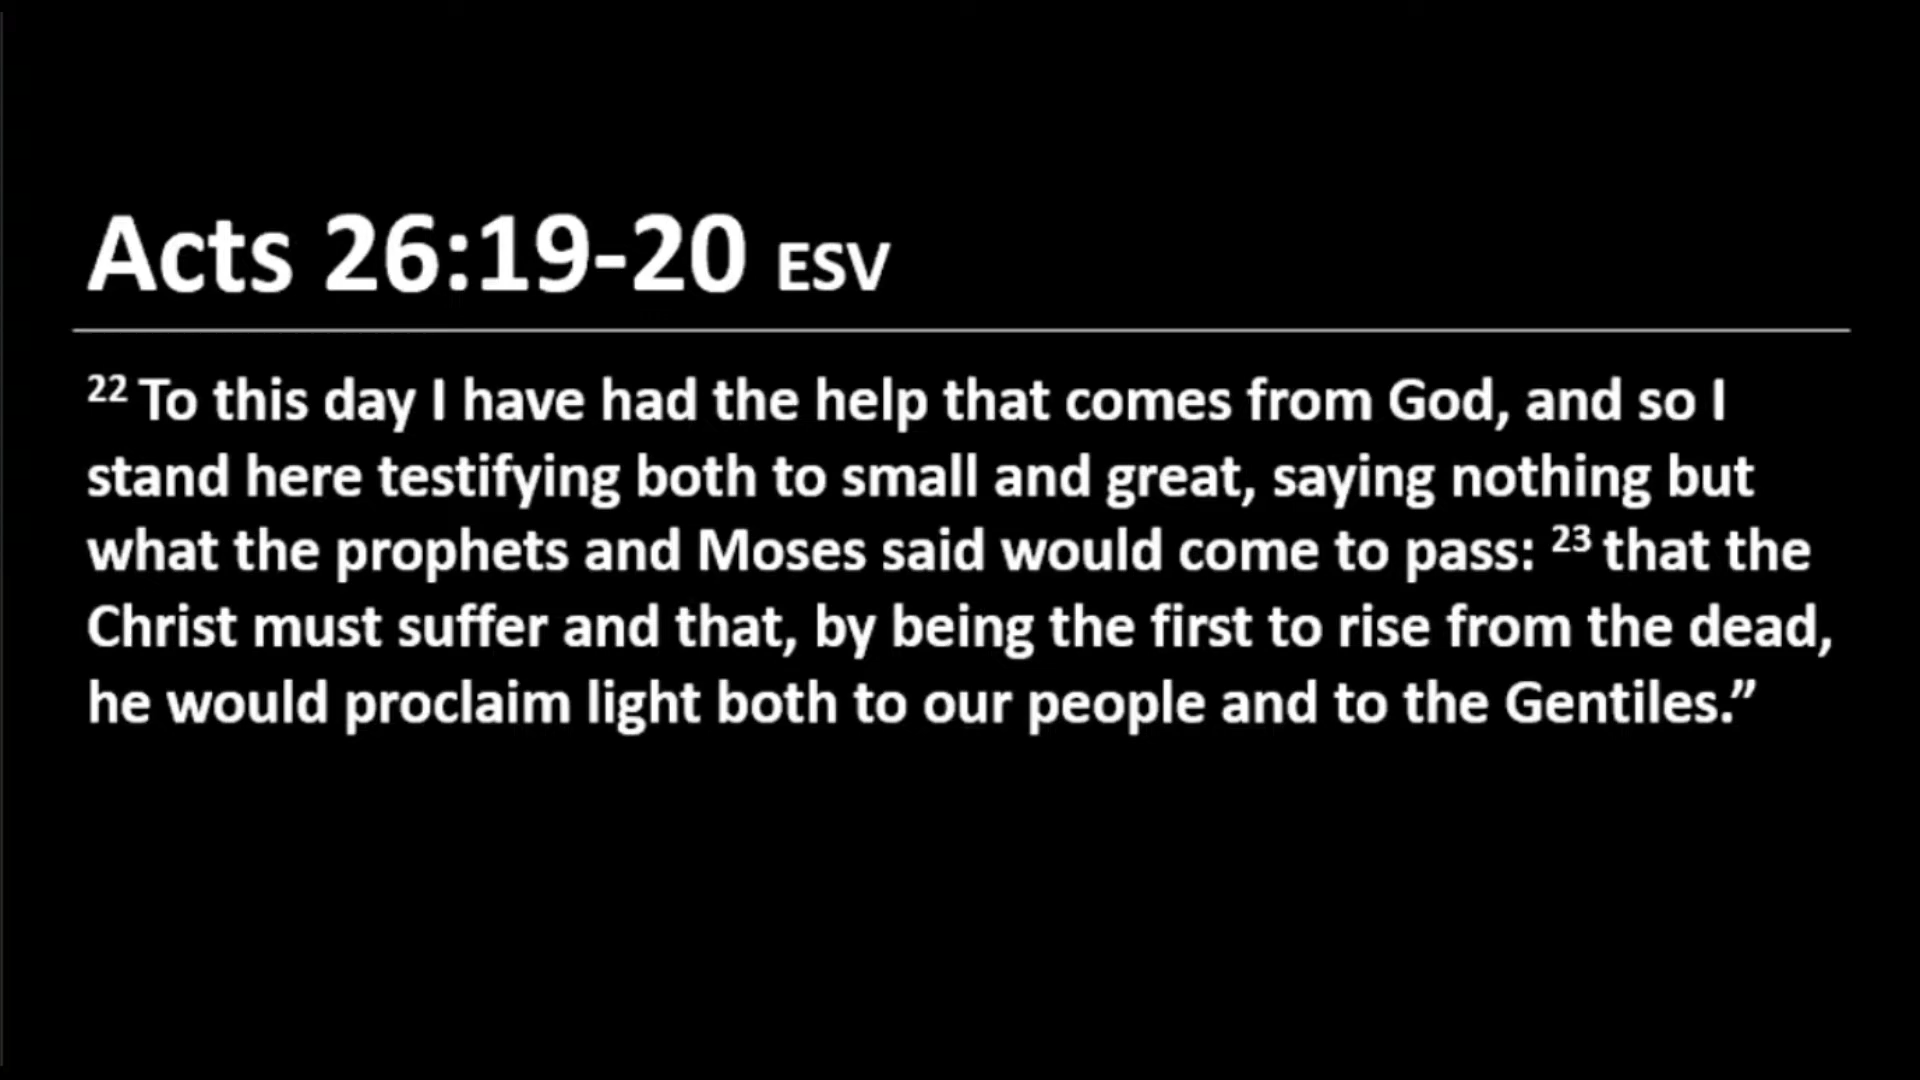 Acts 26:19-20 ESV
22 To this day I have had the help that comes from God, and so I
stand here testifying both to small and great, saying nothing but
what the prophets and Moses said would come to pass: 23 that the
Christ must suffer and that, by being the first to rise from the dead,
he would proclaim light both to our people and to the Gentiles.”